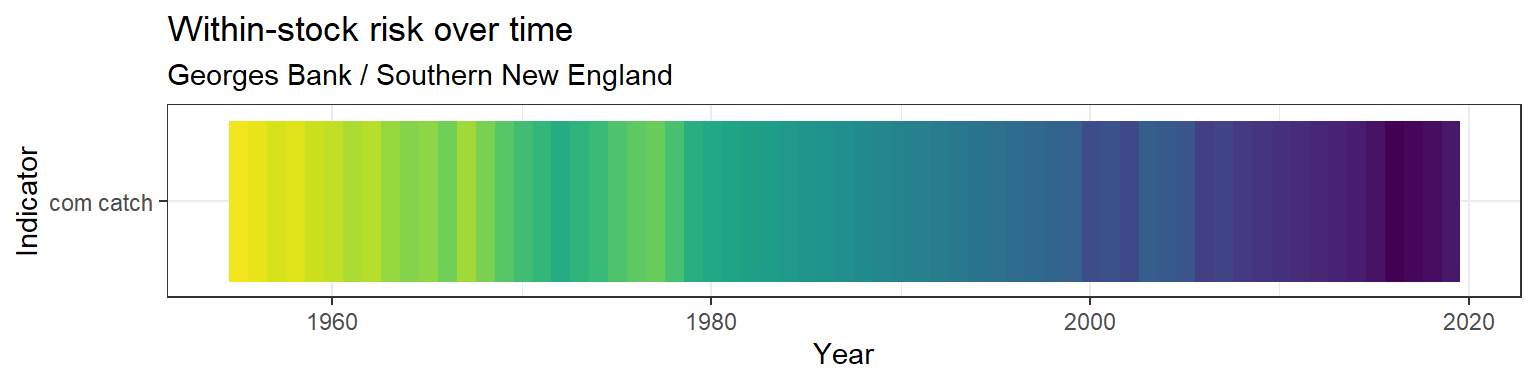 Within-stock risk over time
Georges Bank / Southern New England
Indicator
com catch
1960 1980 2000 2020
Year